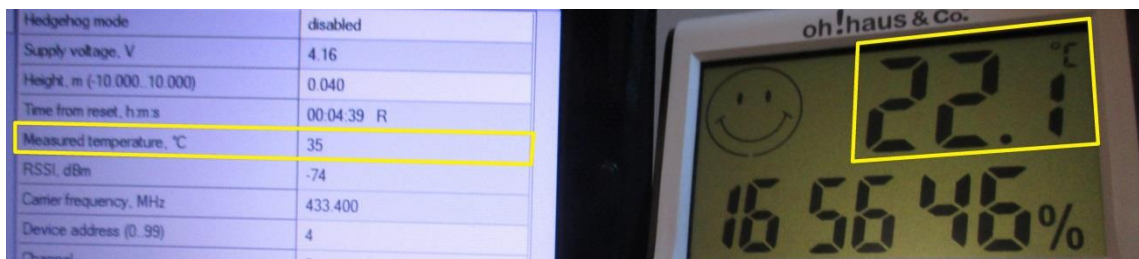 Hedgehog mode disabled
Supply voltage, V 4.16
Height, m (-10.000..10.000) 0.040
Time from reset, h:m:s 00:04:39 R
Measured temperature, °C 35
RSSI, dBm -74
Carrier frequency, MHz 433.400
Device address (0..99) 4
oh!haus & Co.
22.1 °C
16 56 46%